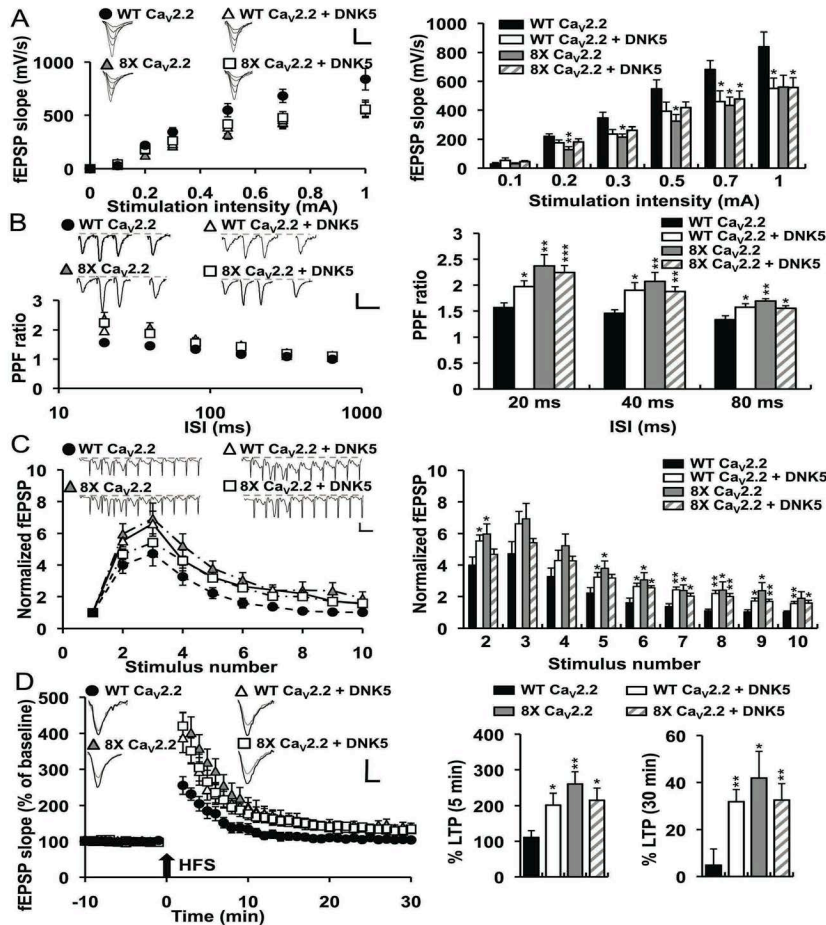 A
WT CaV2.2
WT CaV2.2 + DNK5
8X CaV2.2
8X CaV2.2 + DNK5
fEPSP slope (mV/s)
1000
500
0
0 0.2 0.4 0.6 0.8 1
Stimulation intensity (mA)
WT CaV2.2
WT CaV2.2 + DNK5
8X CaV2.2
8X CaV2.2 + DNK5
fEPSP slope (mV/s)
1000
800
600
400
200
0
** * * * * * *
0.1 0.2 0.3 0.5 0.7 1
Stimulation intensity (mA)
B
WT CaV2.2
WT CaV2.2 + DNK5
8X CaV2.2
8X CaV2.2 + DNK5
PPF ratio
3
2
1
0
10 100 1000
ISI (ms)
WT CaV2.2
WT CaV2.2 + DNK5
8X CaV2.2
8X CaV2.2 + DNK5
PPF ratio
3
2.5
2
1.5
1
0.5
0
* ** *** * ** ** * ** *
20 ms 40 ms 80 ms
ISI (ms)
C
WT CaV2.2
WT CaV2.2 + DNK5
8X CaV2.2
8X CaV2.2 + DNK5
Normalized fEPSP
10
8
6
4
2
0
0 2 4 6 8 10
Stimulus number
WT CaV2.2
WT CaV2.2 + DNK5
8X CaV2.2
8X CaV2.2 + DNK5
Normalized fEPSP
10
8
6
4
2
0
2 3 4 5 6 7 8 9 10
Stimulus number
D
WT CaV2.2
WT CaV2.2 + DNK5
8X CaV2.2
8X CaV2.2 + DNK5
fEPSP slope (% of baseline)
500
400
300
200
100
0
HFS
-10 0 10 20 30
Time (min)
WT CaV2.2
WT CaV2.2 + DNK5
8X CaV2.2
8X CaV2.2 + DNK5
% LTP (5 min)
400
300
200
100
0
* ** *
% LTP (30 min)
60
40
20
0
** * **